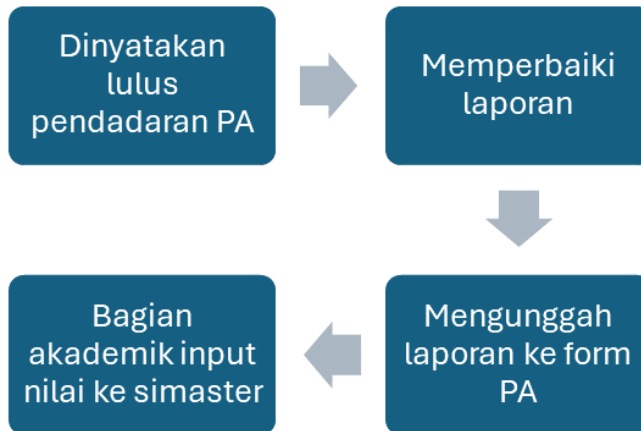 Dinyatakan
lulus
pendadaran PA
Memperbaiki
laporan
Mengunggah
laporan ke form
PA
Bagian
akademik input
nilai ke simaster